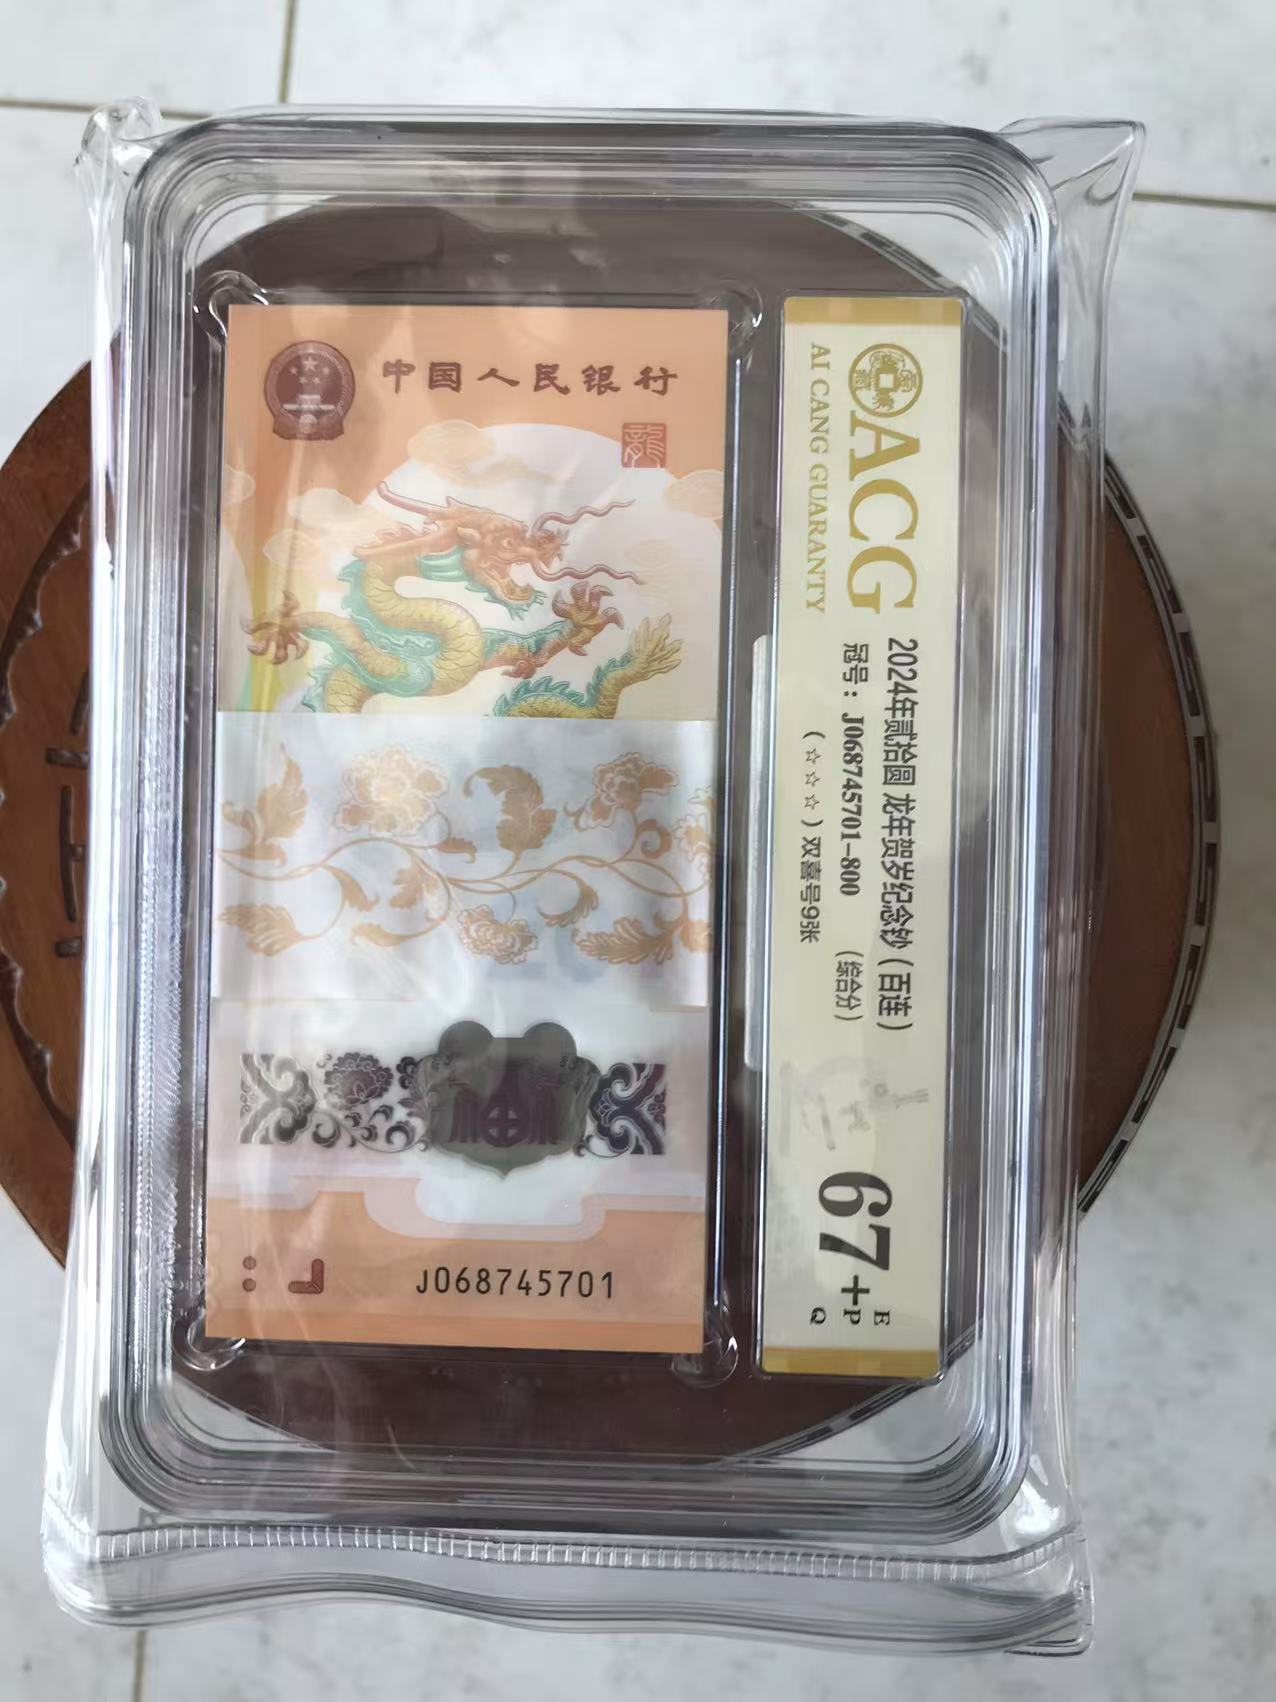 中国人民银行
龍
福
J068745701
ACG
AI CANG GUARANTY
2024年贰拾圆 龙年贺岁纪念钞（百连）
冠号：J068745701-800 （综合分）
（☆☆☆）双喜号9张
67+
E
P
Q